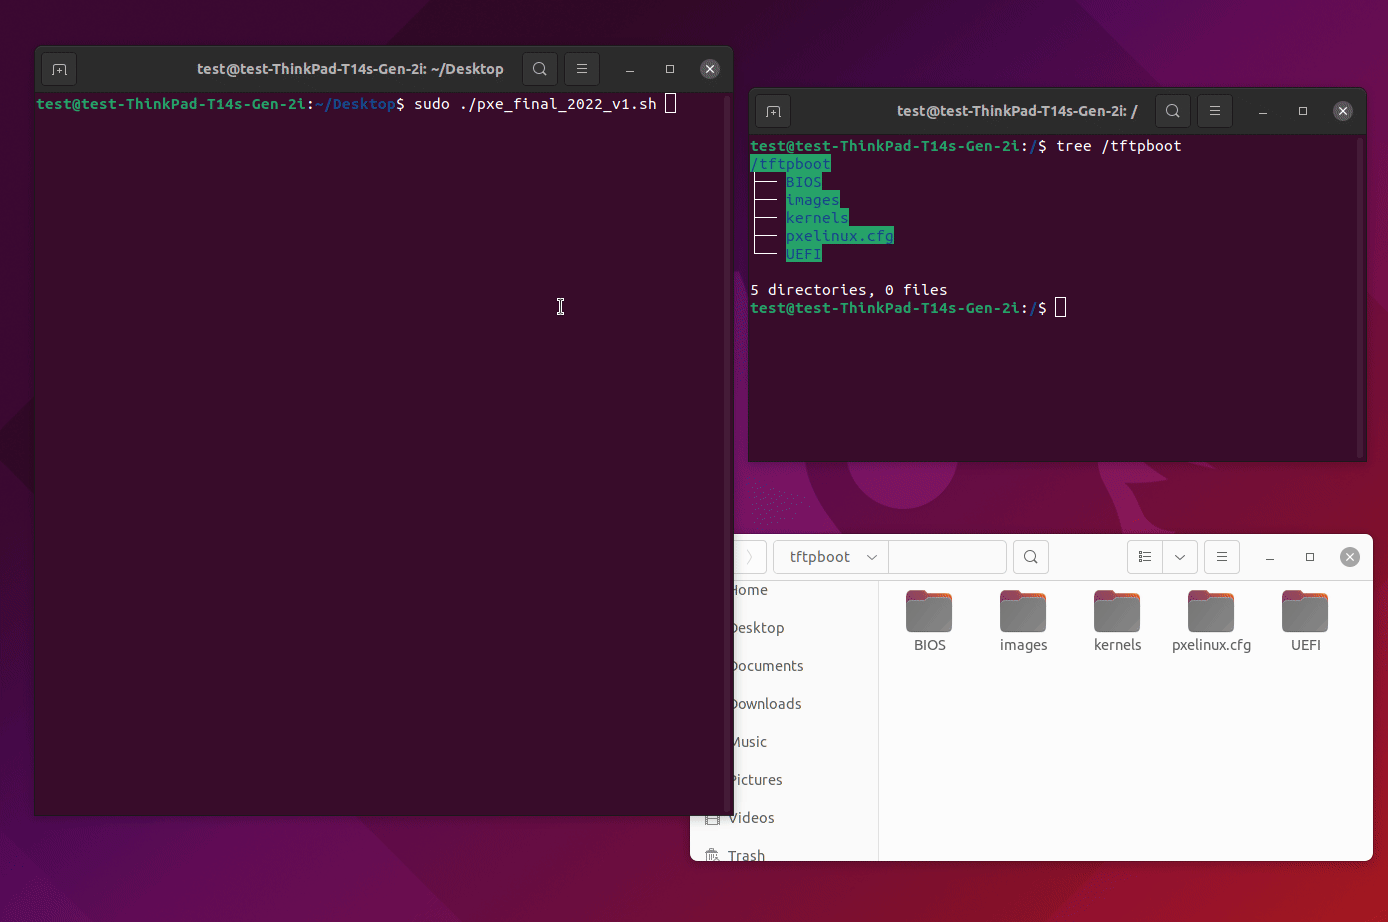 test@test-ThinkPad-T14s-Gen-2i: ~/Desktop
test@test-ThinkPad-T14s-Gen-2i:~/Desktop$ sudo ./pxe_final_2022_v1.sh
test@test-ThinkPad-T14s-Gen-2i: /
test@test-ThinkPad-T14s-Gen-2i:/$ tree /tftpboot
/tftpboot
├── BIOS
├── images
├── kernels
├── pxelinux.cfg
└── UEFI
5 directories, 0 files
test@test-ThinkPad-T14s-Gen-2i:/$
tftpboot
Home
Desktop
Documents
Downloads
Music
Pictures
Videos
Trash
BIOS
images
kernels
pxelinux.cfg
UEFI